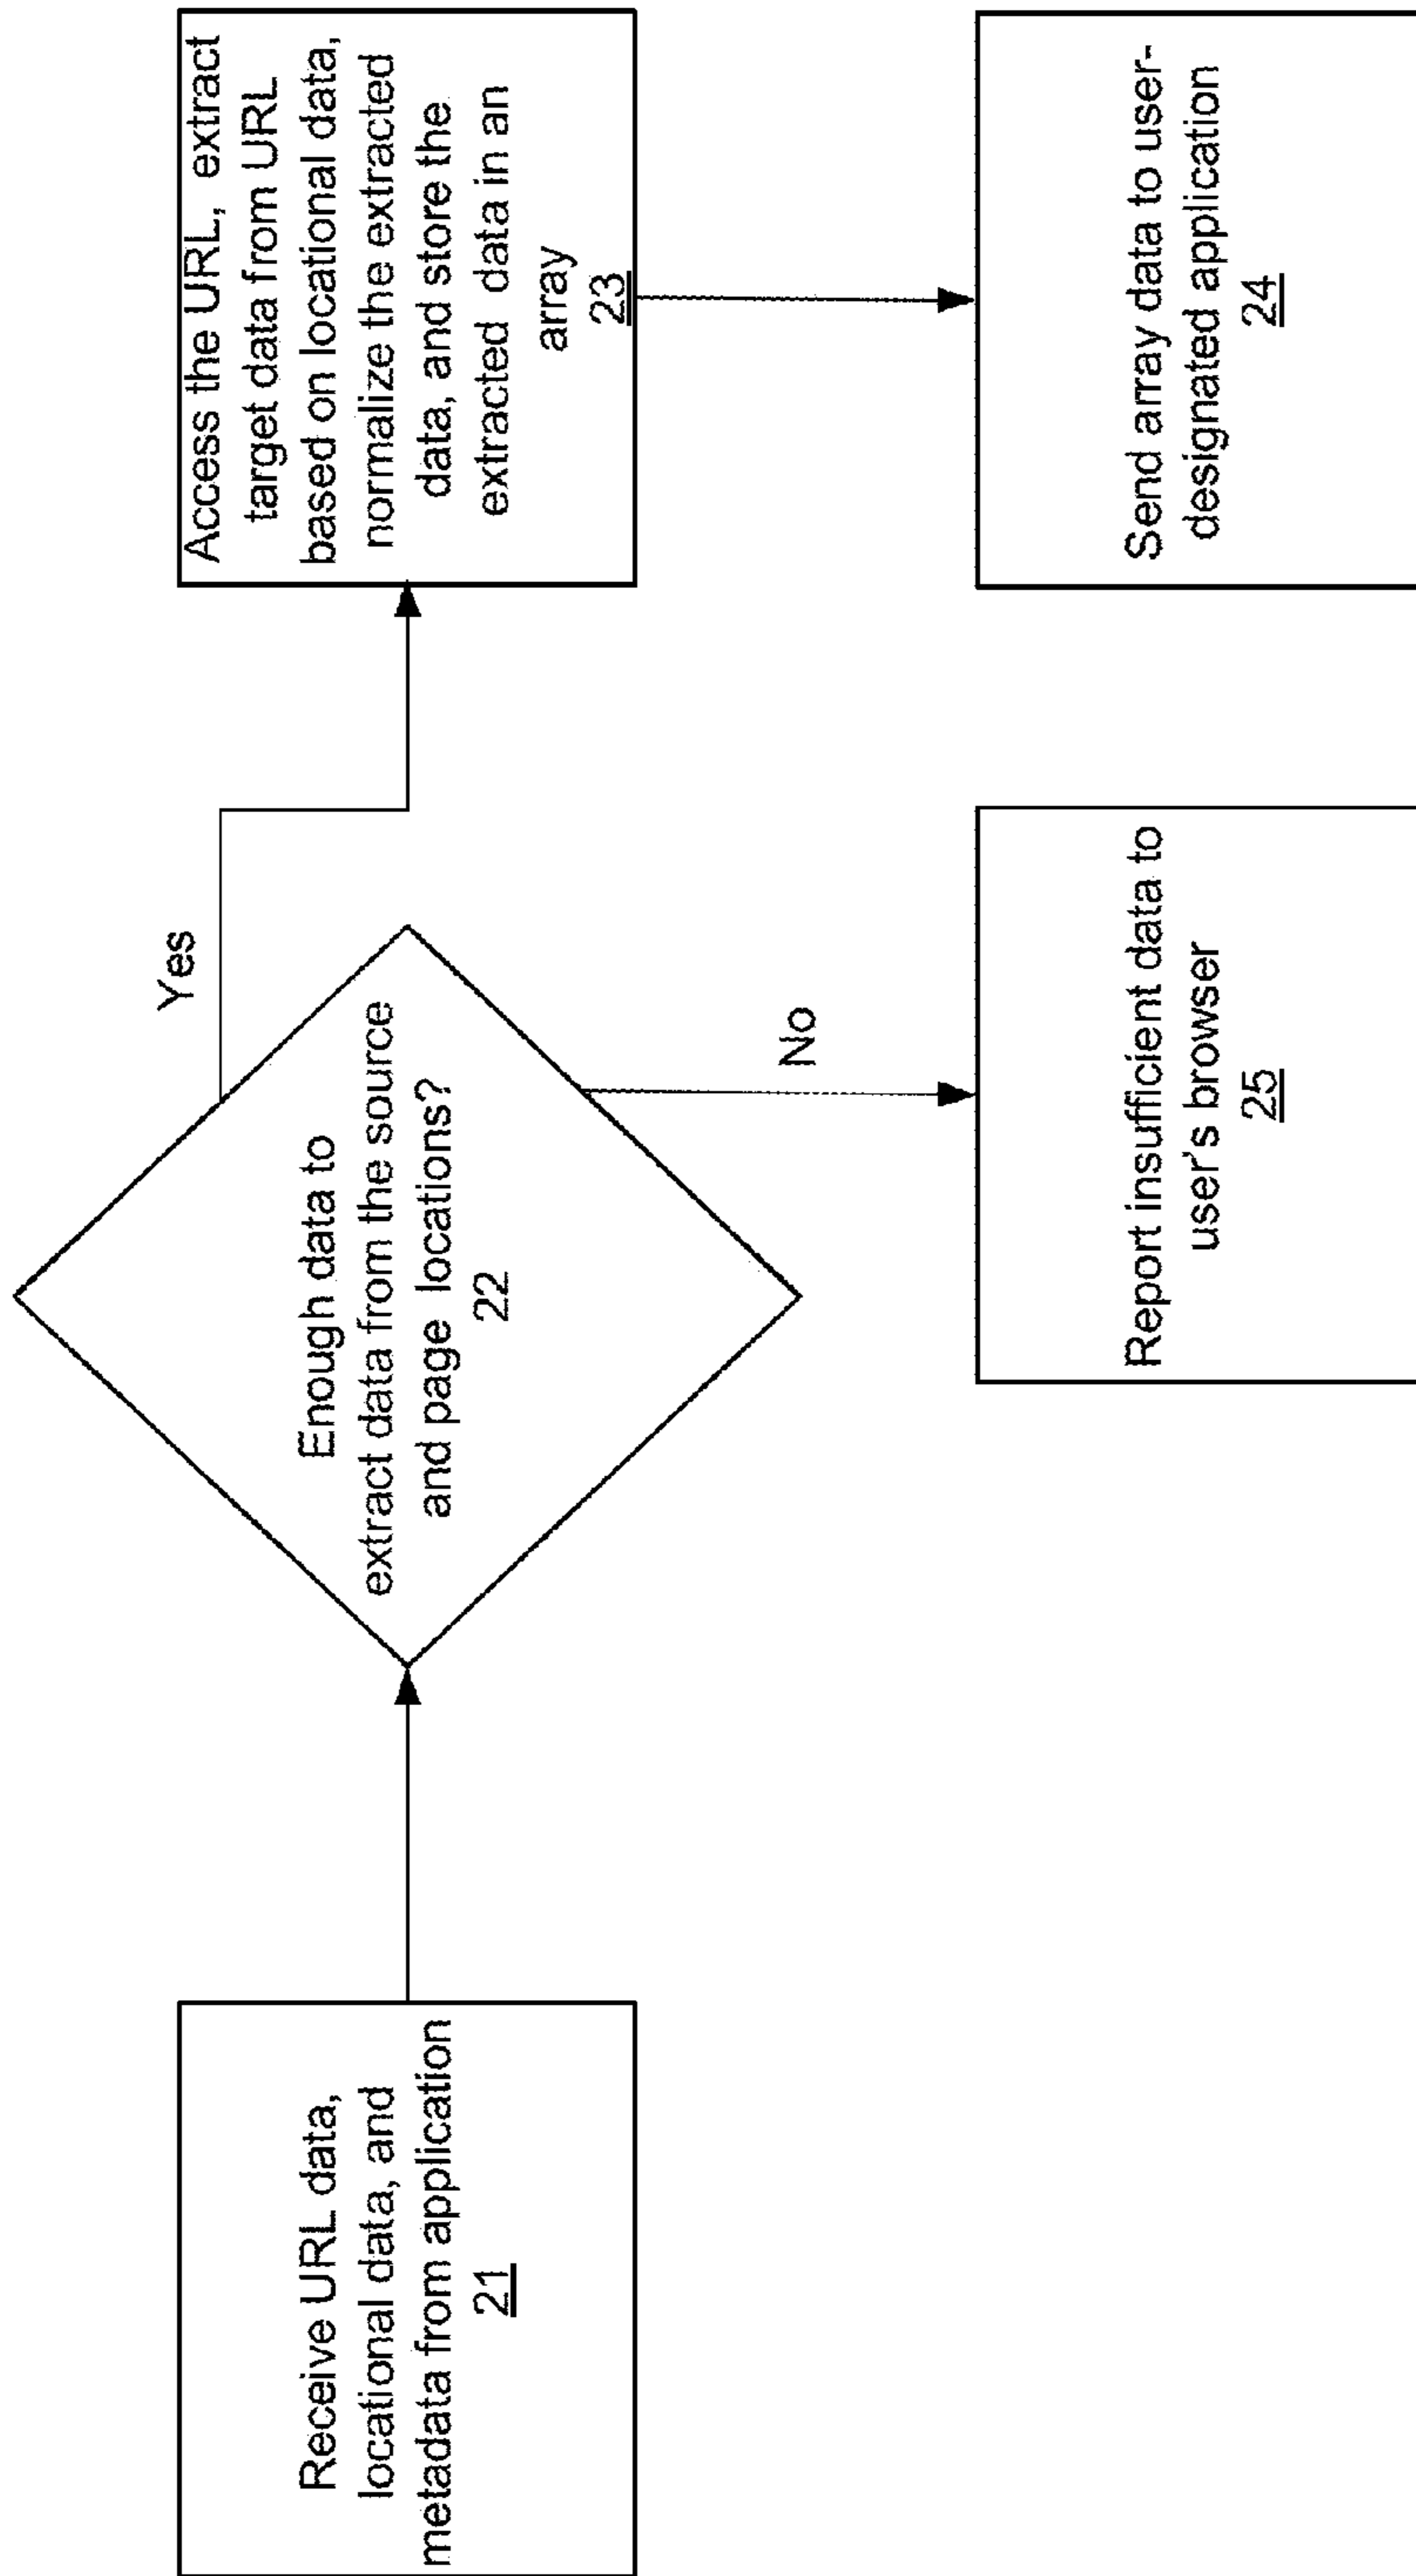 Receive URL data,
locational data, and
metadata from application
21
Enough data to
extract data from the source
and page locations?
22
Yes
No
Access the URL, extract
target data from URL
based on locational data,
normalize the extracted
data, and store the
extracted data in an
array
23
Report insufficient data to
user's browser
25
Send array data to user-
designated application
24